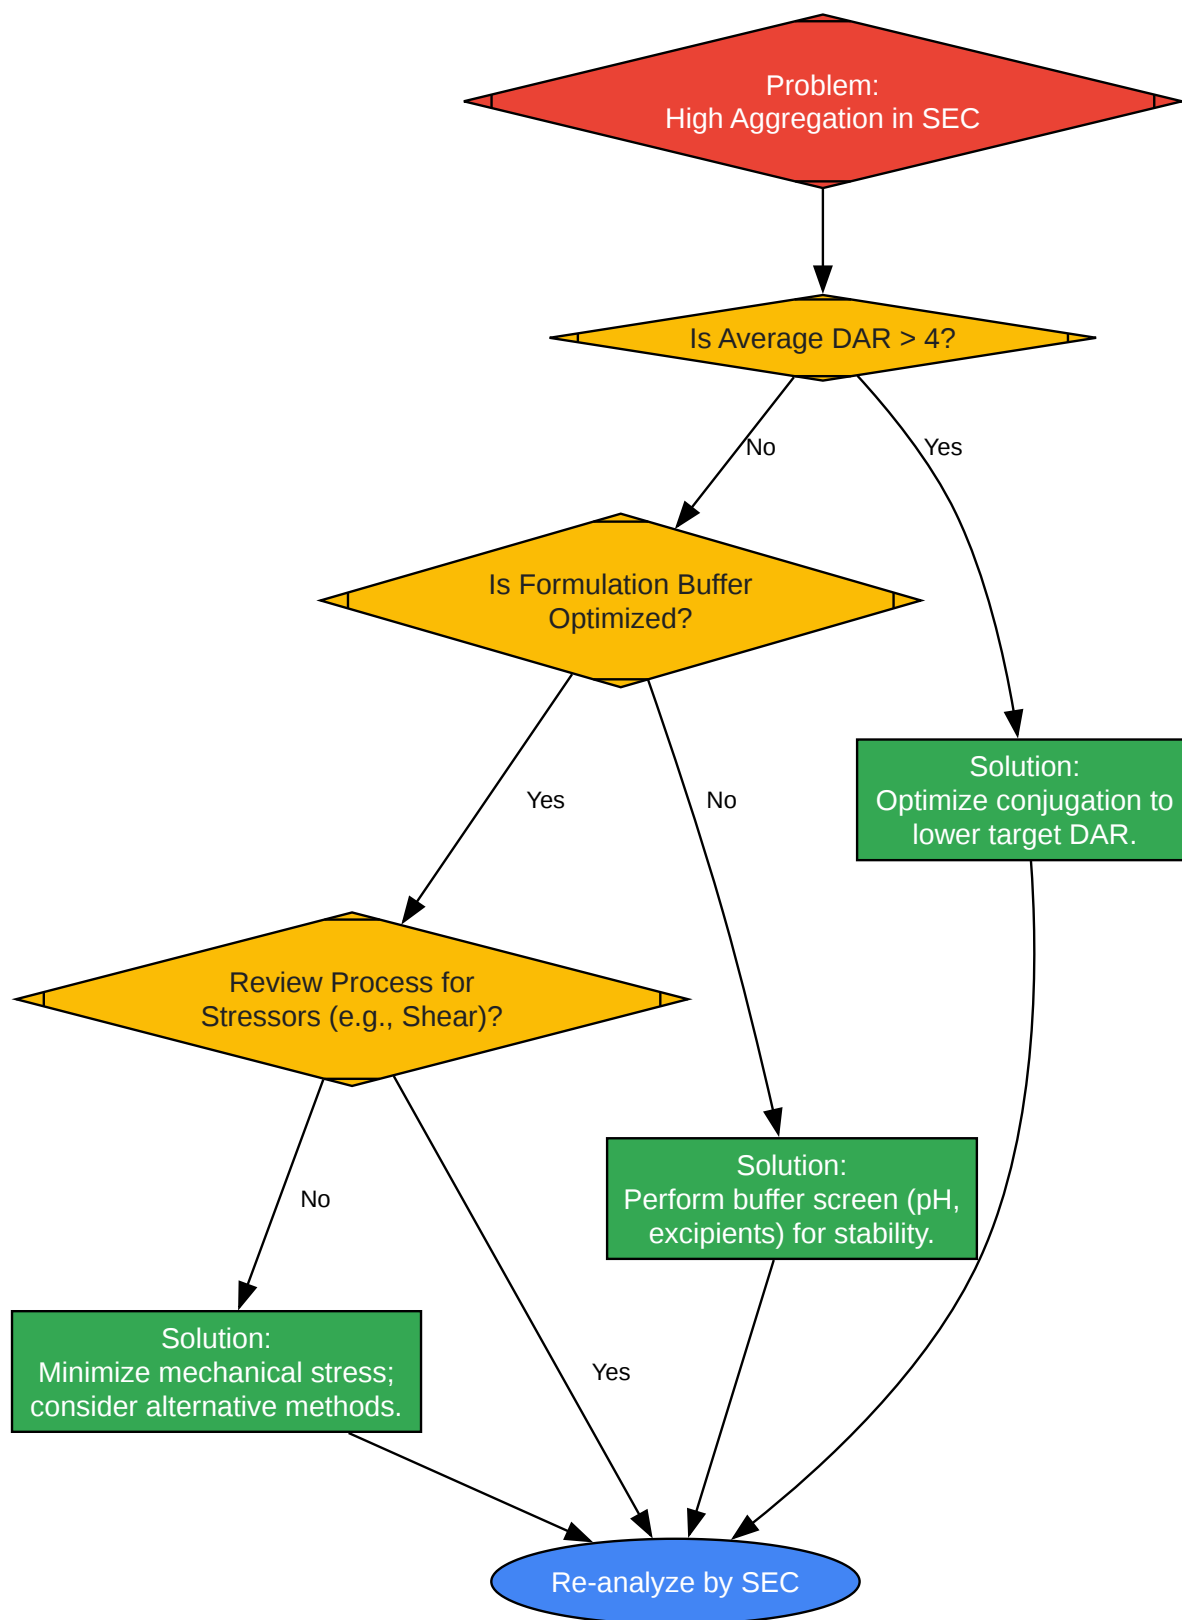 Problem:
High Aggregation in SEC
Is Average DAR > 4?
No
Yes
Is Formulation Buffer
Optimized?
Solution:
Optimize conjugation to
lower target DAR.
Yes
No
Review Process for
Stressors (e.g., Shear)?
Solution:
Perform buffer screen (pH,
excipients) for stability.
No
Yes
Solution:
Minimize mechanical stress;
consider alternative methods.
Re-analyze by SEC